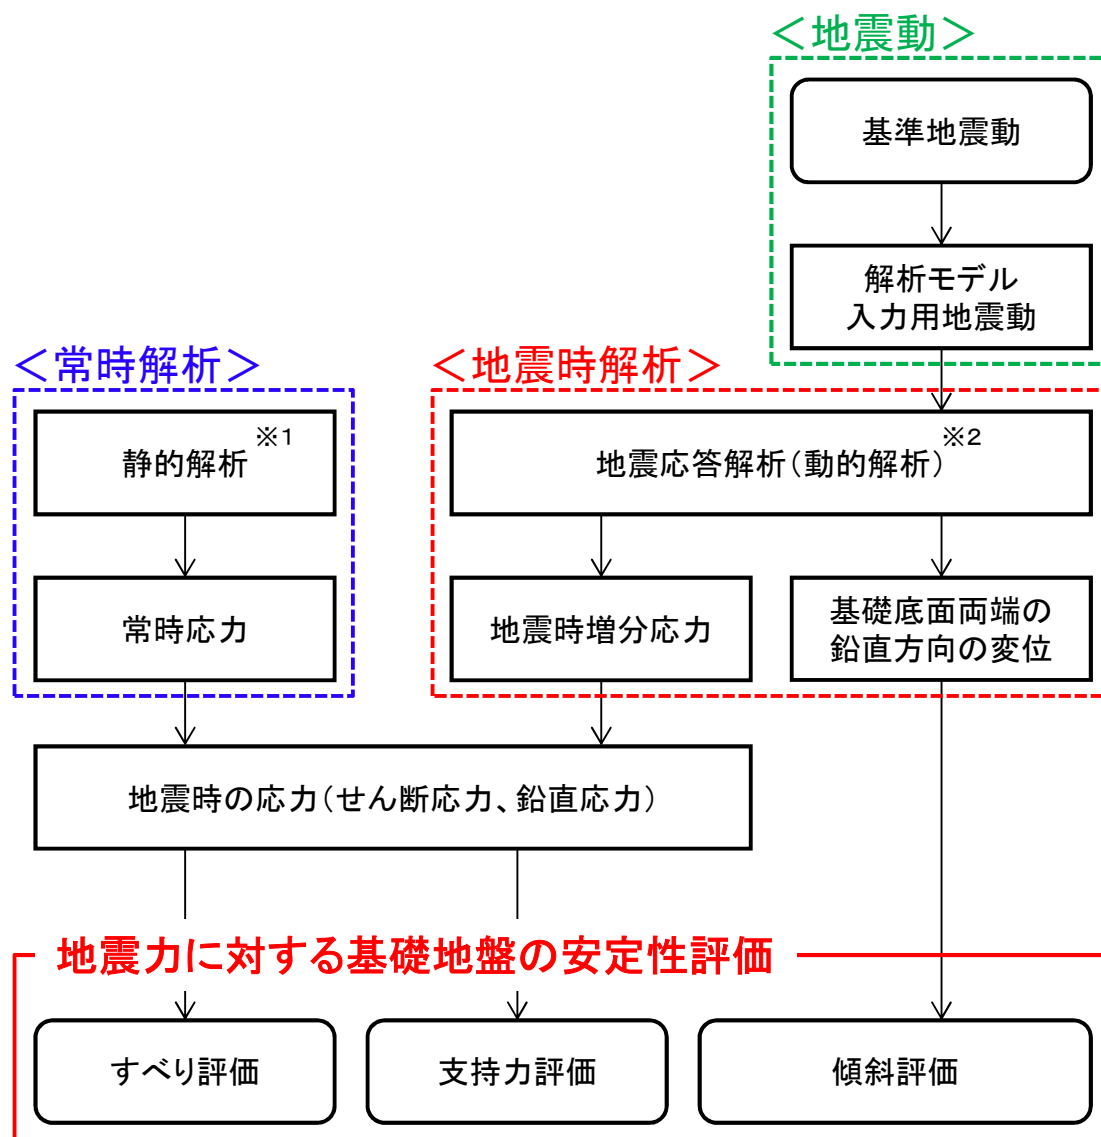 ＜地震動＞
基準地震動
解析モデル
入力用地震動
＜常時解析＞
＜地震時解析＞
静的解析※1
地震応答解析（動的解析）※2
常時応力
地震時増分応力
基礎底面両端の
鉛直方向の変位
地震時の応力（せん断応力、鉛直応力）
地震力に対する基礎地盤の安定性評価
すべり評価
支持力評価
傾斜評価